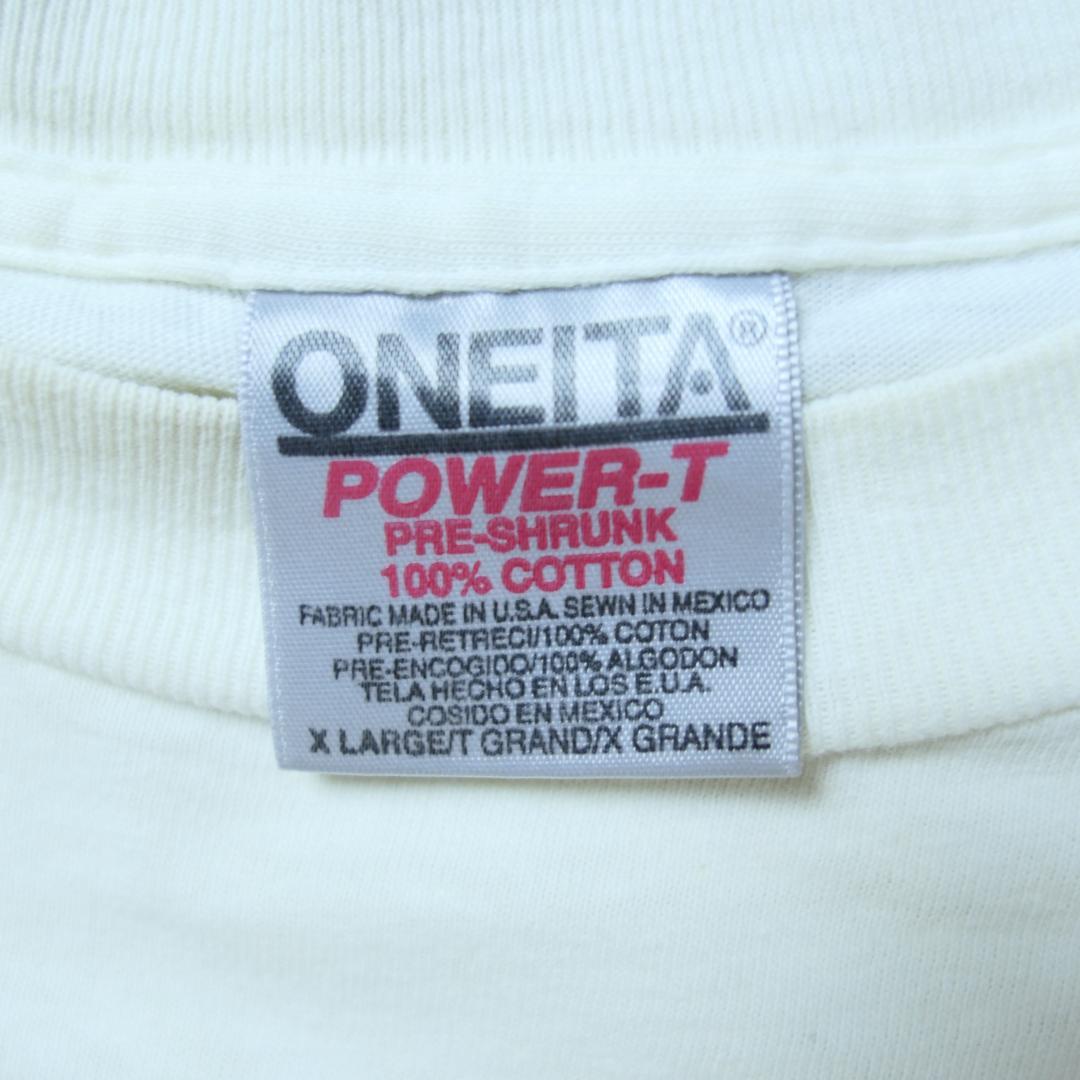 ONEITA®
POWER-T
PRE-SHRUNK
100% COTTON
FABRIC MADE IN U.S.A. SEWN IN MEXICO
PRE-RETRECI/100% COTON
PRE-ENCOGIDO/100% ALGODON
TELA HECHO EN LOS E.U.A.
COSIDO EN MEXICO
X LARGE/T GRAND/X GRANDE